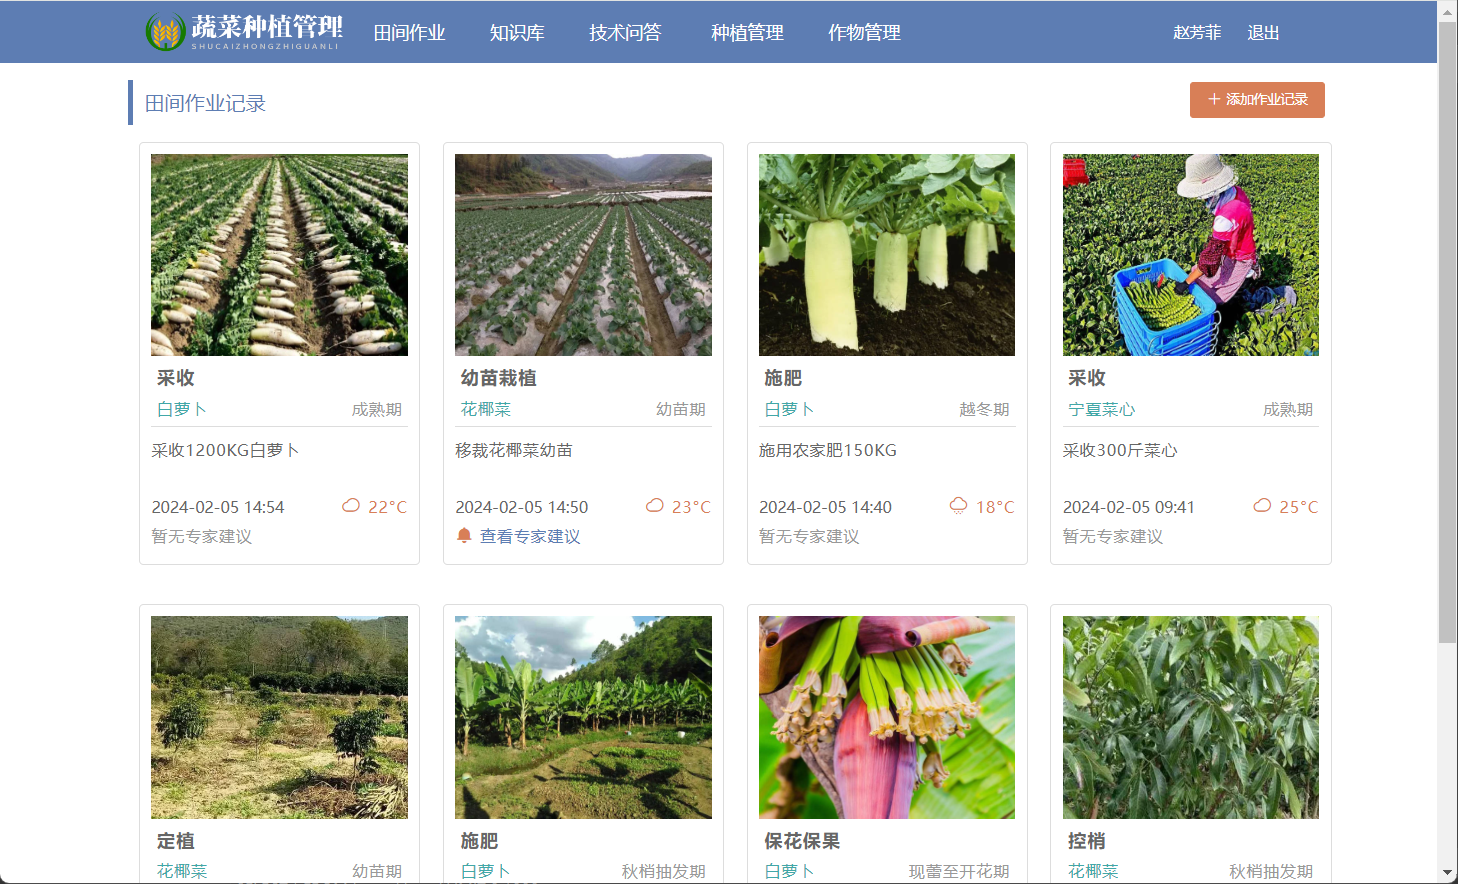 蔬菜种植管理
SHUCAIZHONGZHIGUANLI
田间作业 知识库 技术问答 种植管理 作物管理 赵芳菲 退出
田间作业记录
+ 添加作业记录
采收
白萝卜 成熟期
采收1200KG白萝卜
2024-02-05 14:54 22°C
暂无专家建议
幼苗栽植
花椰菜 幼苗期
移栽花椰菜幼苗
2024-02-05 14:50 23°C
查看专家建议
施肥
白萝卜 越冬期
施用农家肥150KG
2024-02-05 14:40 18°C
暂无专家建议
采收
宁夏菜心 成熟期
采收300斤菜心
2024-02-05 09:41 25°C
暂无专家建议
定植
花椰菜 幼苗期
施肥
白萝卜 秋梢抽发期
保花保果
白萝卜 现蕾至开花期
控梢
花椰菜 秋梢抽发期